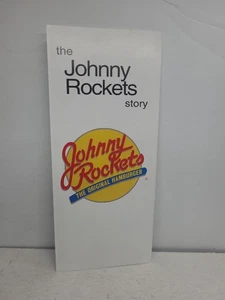 the
Johnny
Rockets
story
Johnny
Rockets
THE ORIGINAL HAMBURGER